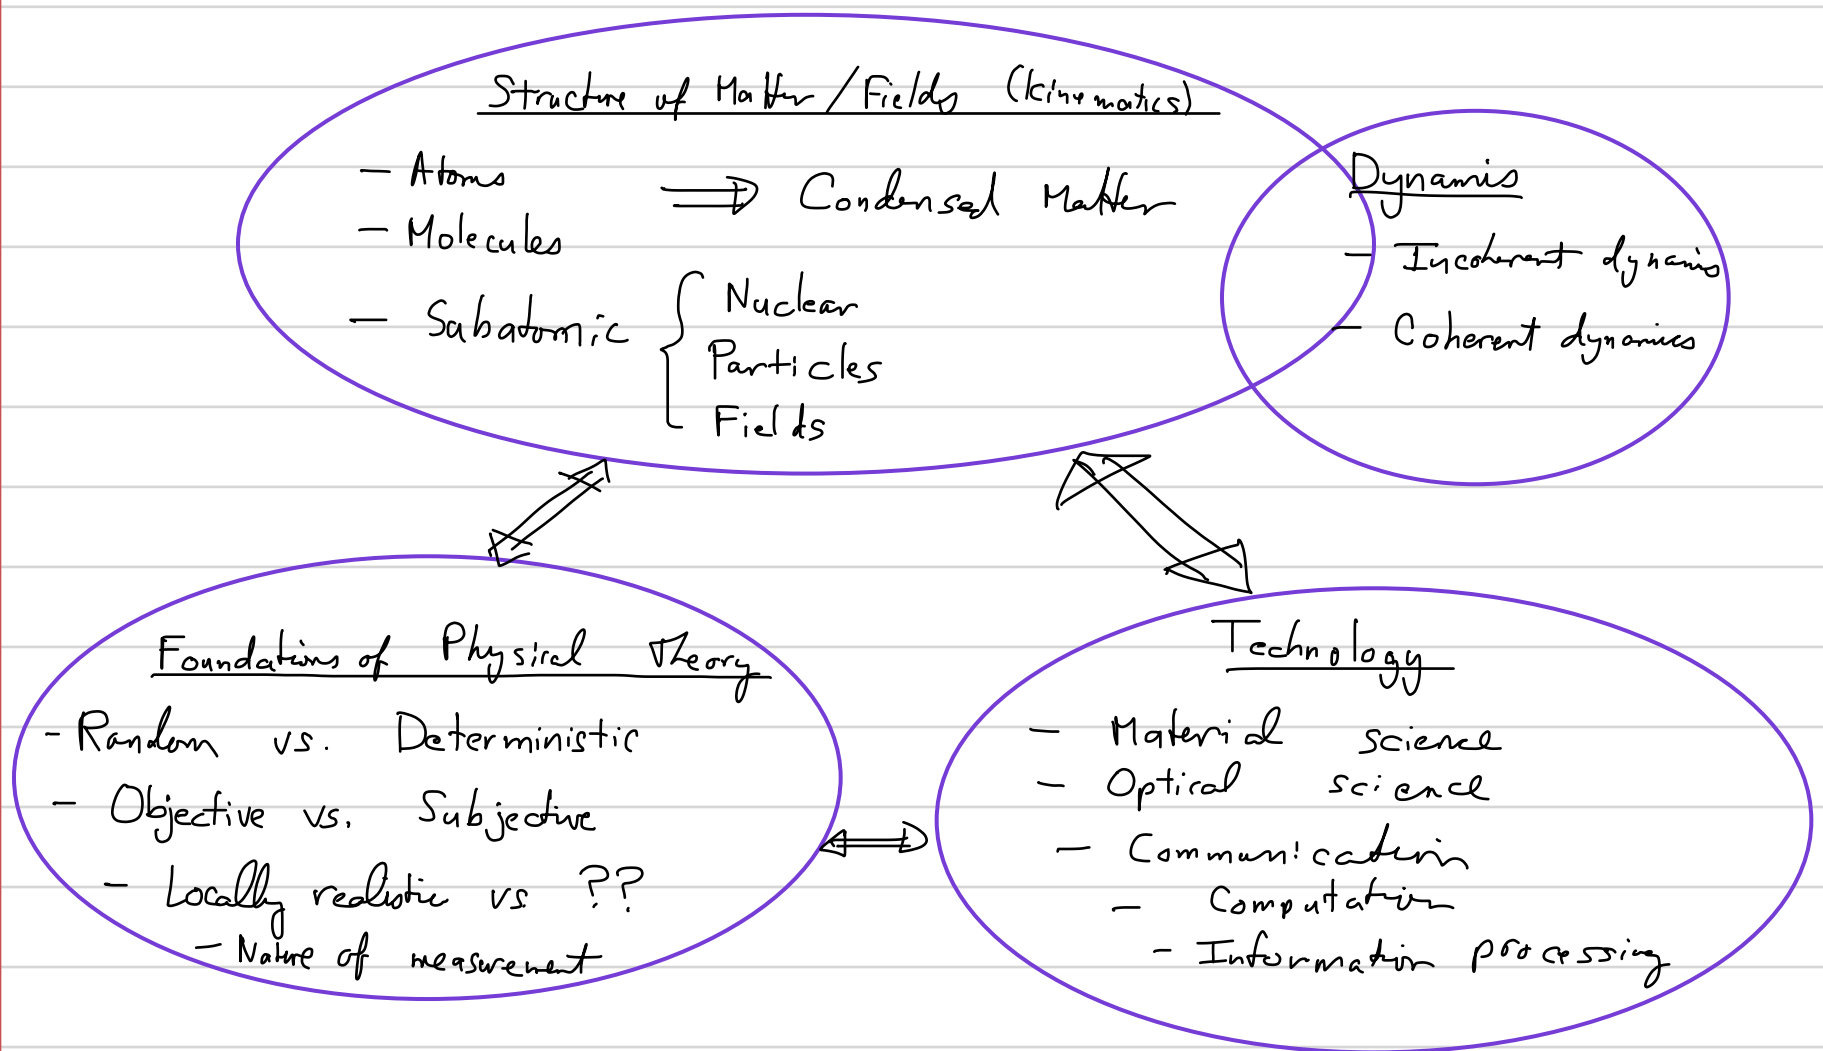 Structure of Matter/Fields (kinematics)
- Atoms
⇒ Condensed Matter
- Molecules
- Subatomic { Nuclear
Particles
Fields
Dynamis
- Incoherent dynamis
- Coherent dynamics
Foundations of Physical Theory
- Random vs. Deterministic
- Objective vs. Subjective
- Locally realistic vs ??
- Nature of measurement
Technology
- Material science
- Optical science
- Communication
- Computation
- Information processing